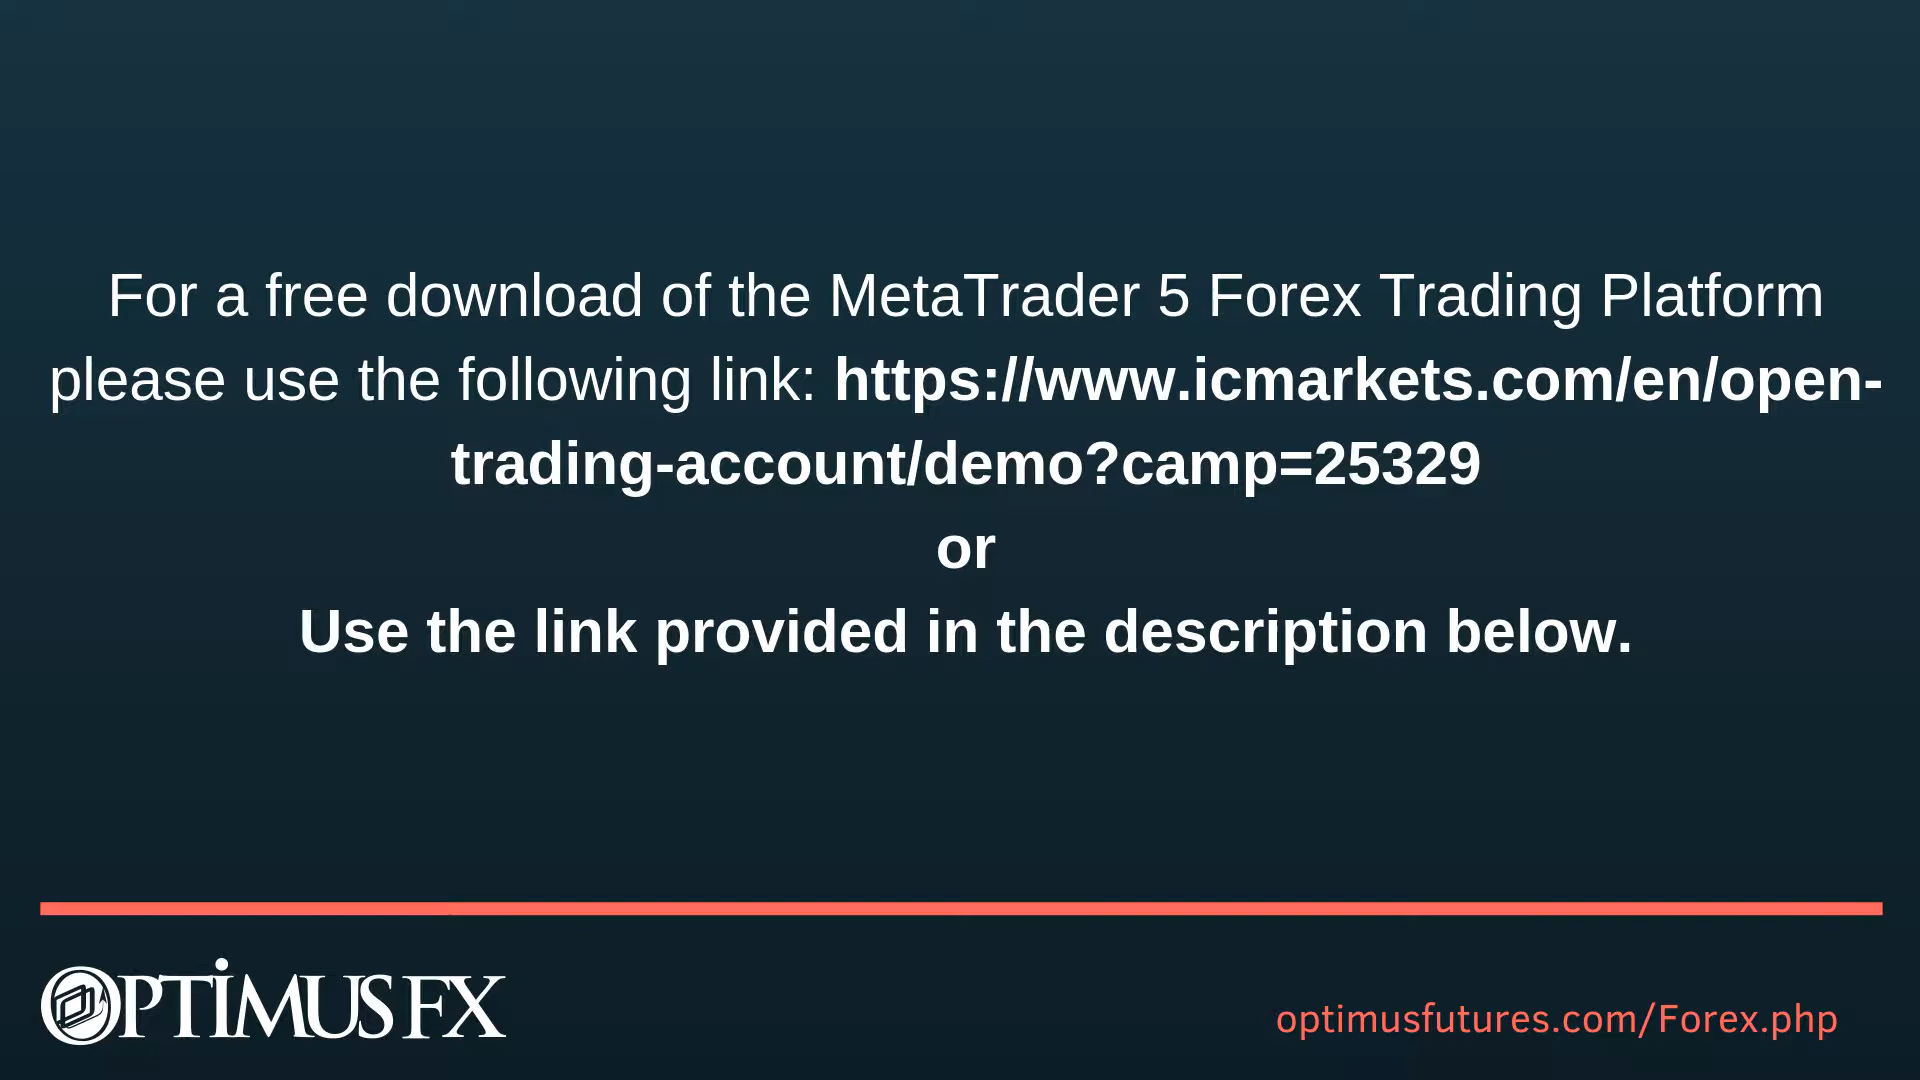 For a free download of the MetaTrader 5 Forex Trading Platform
please use the following link: https://www.icmarkets.com/en/open-
trading-account/demo?camp=25329
or
Use the link provided in the description below.
OPTIMUS FX
optimusfutures.com/Forex.php